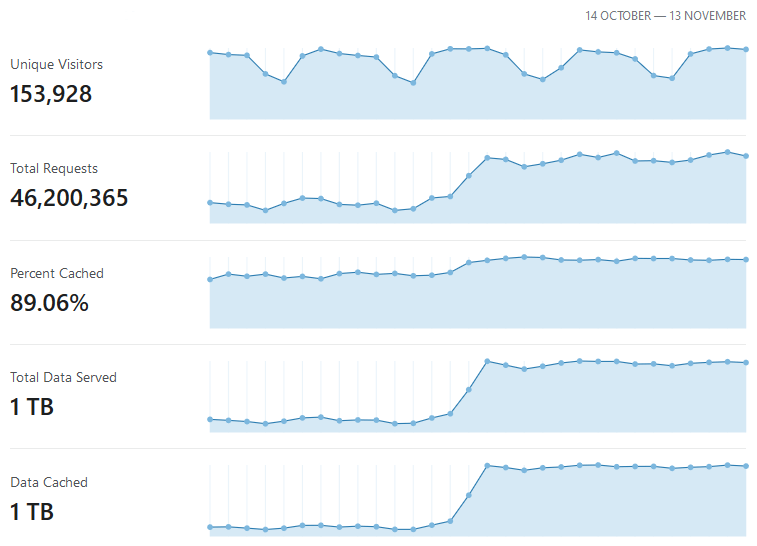 14 OCTOBER — 13 NOVEMBER
Unique Visitors
153,928
Total Requests
46,200,365
Percent Cached
89.06%
Total Data Served
1 TB
Data Cached
1 TB